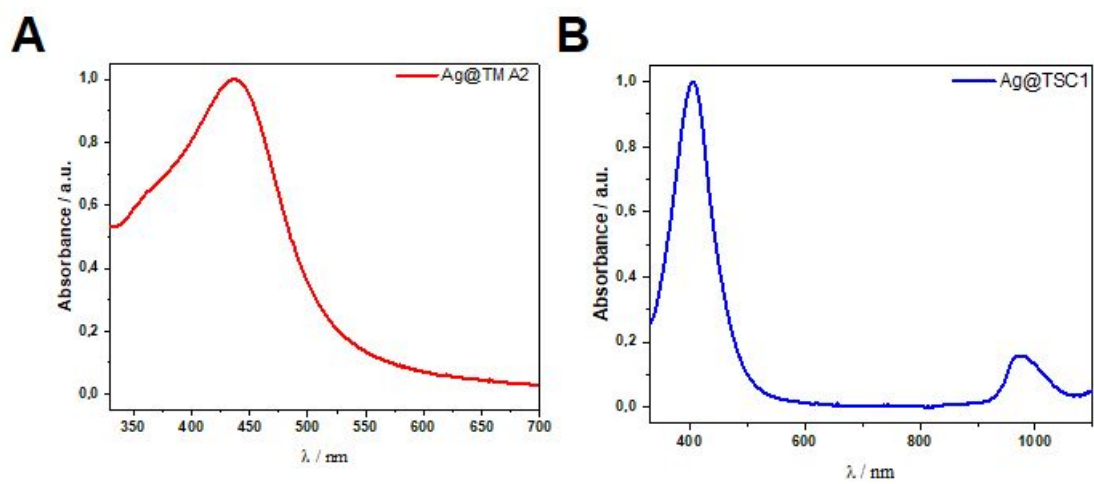 A
Ag@TMA2
1,0
0,8
0,6
0,4
0,2
0,0
Absorbance / a.u.
350 400 450 500 550 600 650 700
λ / nm
B
Ag@TSC1
1,0
0,8
0,6
0,4
0,2
0,0
Absorbance / a.u.
400 600 800 1000
λ / nm